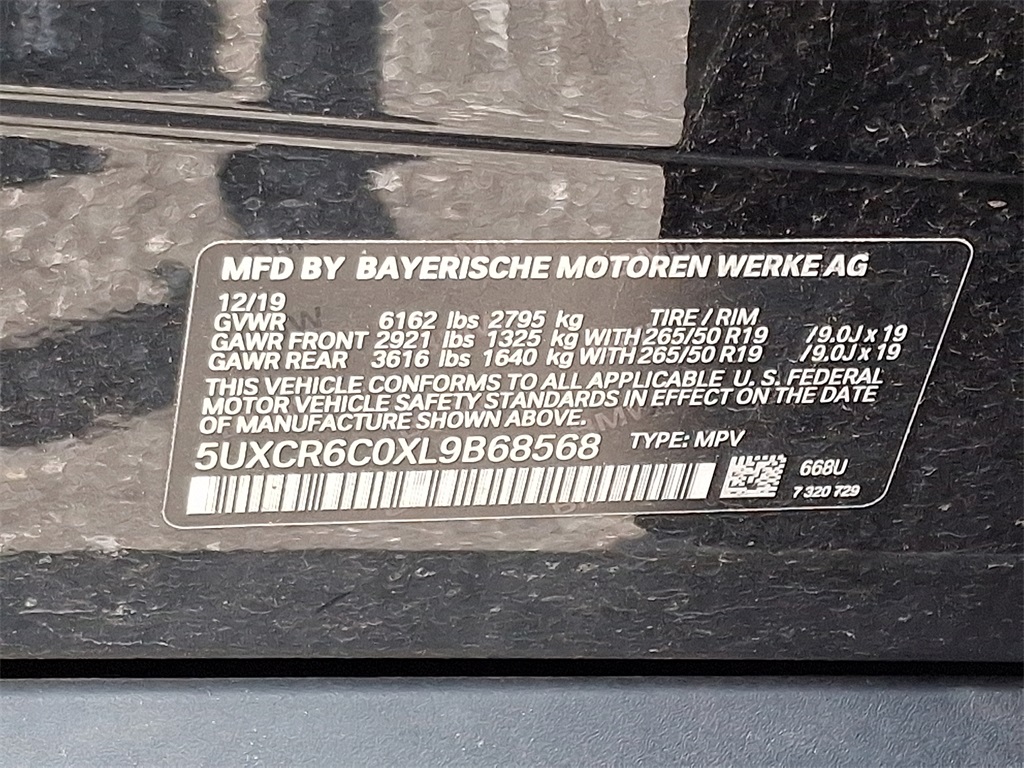 MFD BY BAYERISCHE MOTOREN WERKE AG
12/19
GVWR 6162 lbs 2795 kg TIRE / RIM
GAWR FRONT 2921 lbs 1325 kg WITH 265/50 R19 /9.0J x 19
GAWR REAR 3616 lbs 1640 kg WITH 265/50 R19 /9.0J x 19
THIS VEHICLE CONFORMS TO ALL APPLICABLE U. S. FEDERAL
MOTOR VEHICLE SAFETY STANDARDS IN EFFECT ON THE DATE
OF MANUFACTURE SHOWN ABOVE.
5UXCR6C0XL9B68568 TYPE: MPV
668U
7 320 729